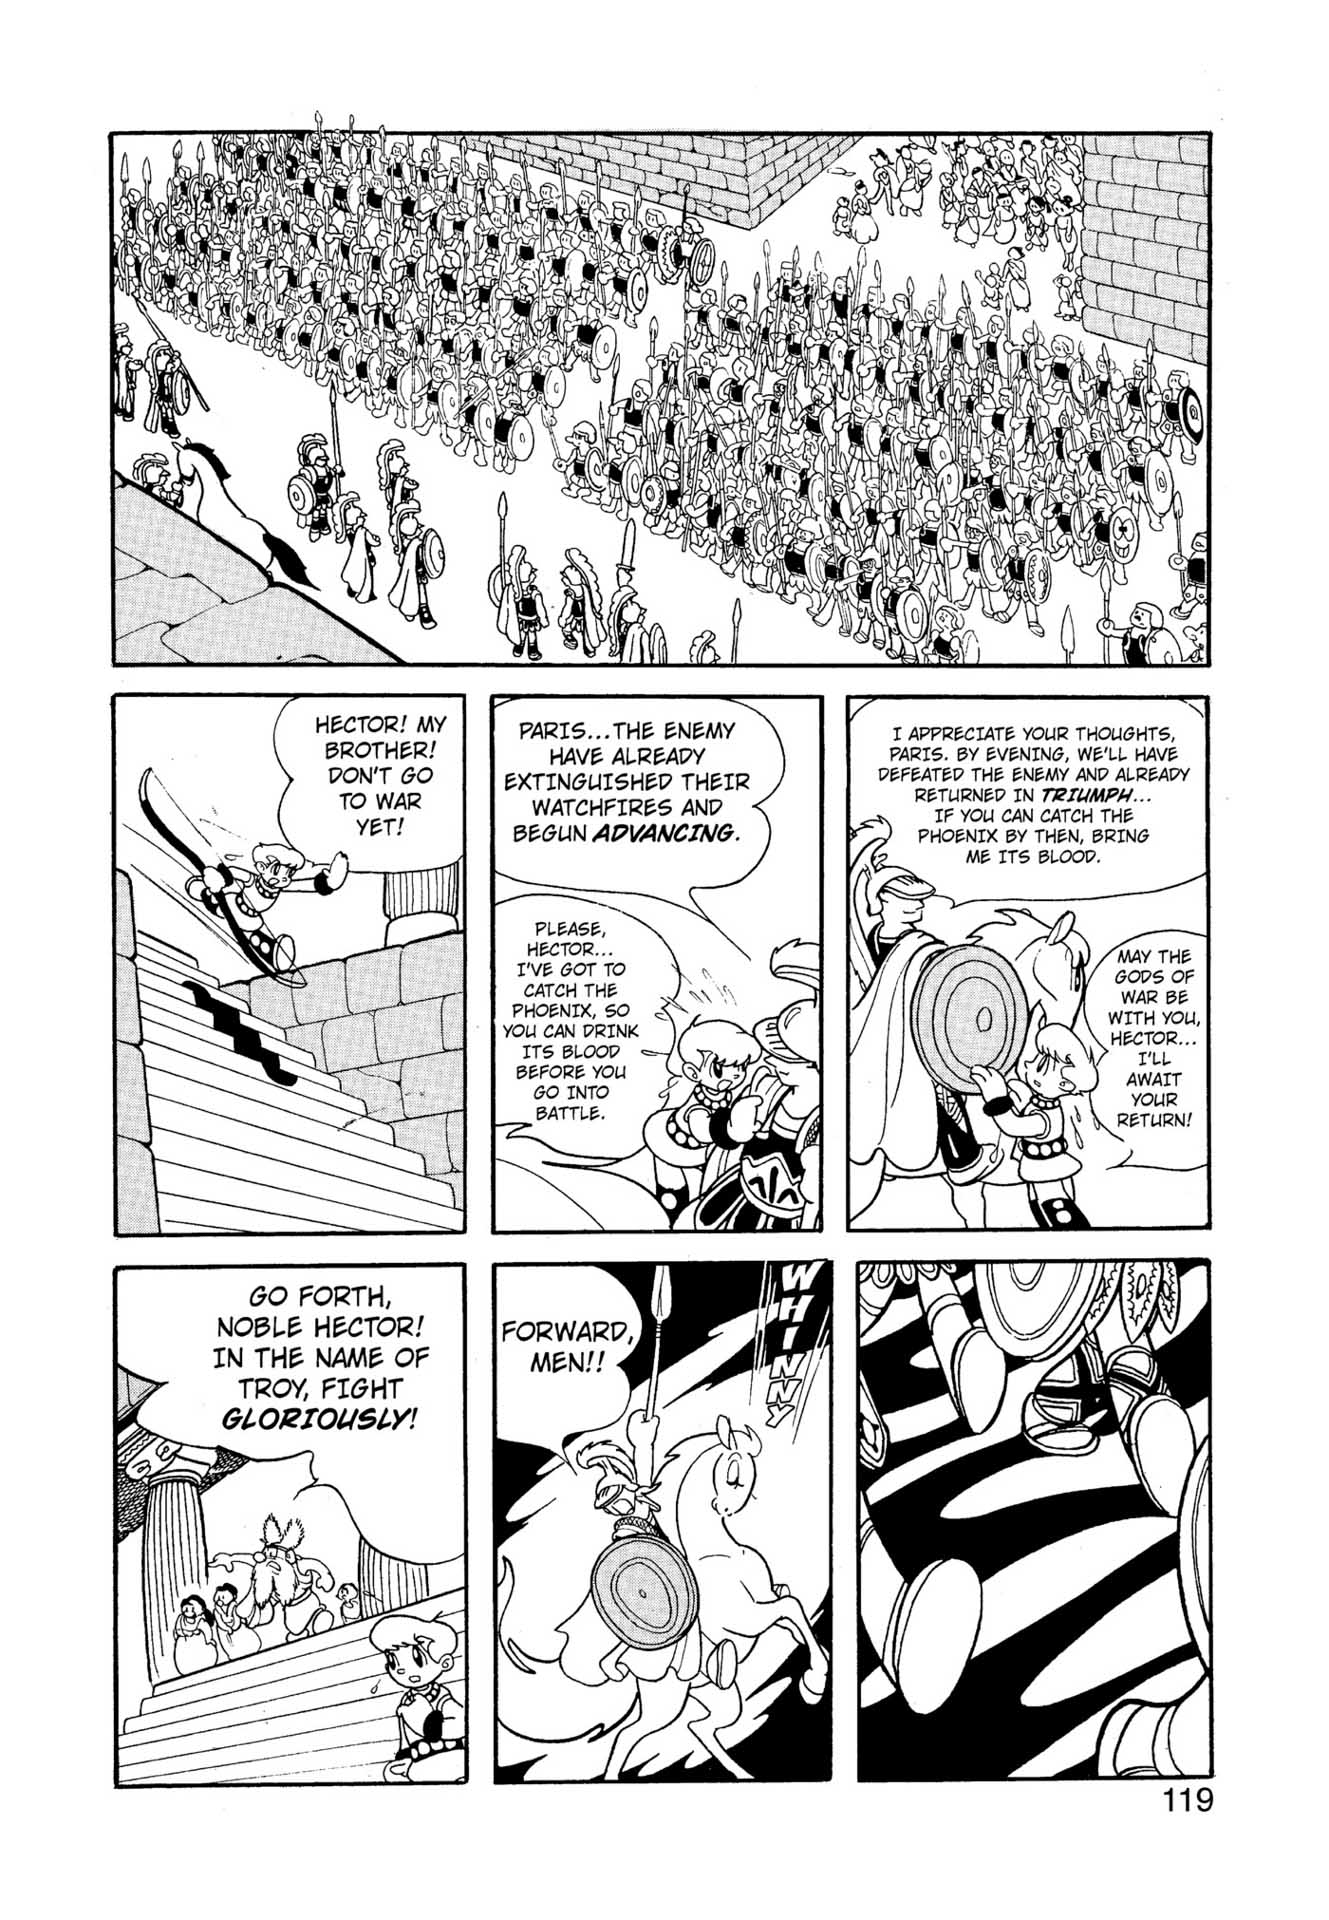 HECTOR! MY
BROTHER!
DON'T GO
TO WAR
YET!
PARIS...THE ENEMY
HAVE ALREADY
EXTINGUISHED THEIR
WATCHFIRES AND
BEGUN ADVANCING.
PLEASE,
HECTOR...
I'VE GOT TO
CATCH THE
PHOENIX, SO
YOU CAN DRINK
ITS BLOOD
BEFORE YOU
GO INTO
BATTLE.
I APPRECIATE YOUR THOUGHTS,
PARIS. BY EVENING, WE'LL HAVE
DEFEATED THE ENEMY AND ALREADY
RETURNED IN TRIUMPH...
IF YOU CAN CATCH THE
PHOENIX BY THEN, BRING
ME ITS BLOOD.
MAY THE
GODS OF
WAR BE
WITH YOU,
HECTOR...
I'LL
AWAIT
YOUR
RETURN!
GO FORTH,
NOBLE HECTOR!
IN THE NAME OF
TROY, FIGHT
GLORIOUSLY!
FORWARD,
MEN!!
WHINNY
119